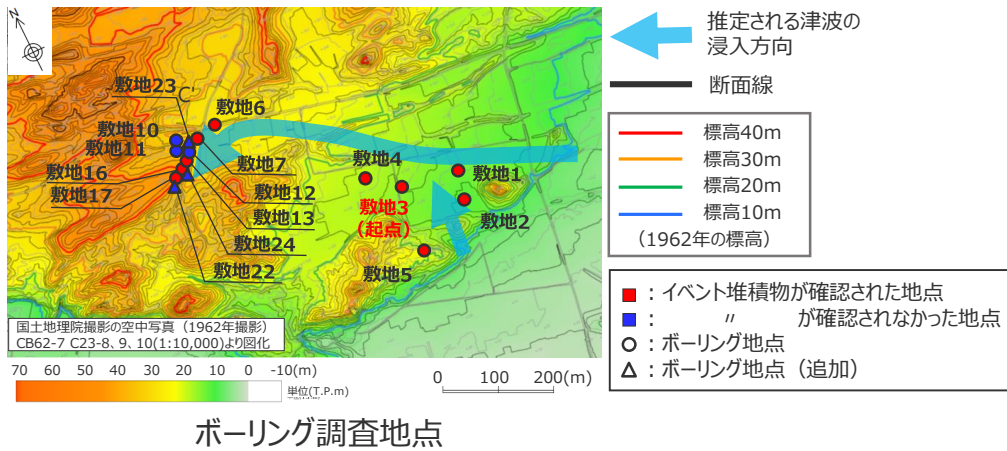 N
敷地23
C'
敷地6
敷地10
敷地11
敷地16
敷地17
敷地7
敷地12
敷地13
敷地24
敷地22
敷地4
敷地3
（起点）
敷地1
敷地2
敷地5
国土地理院撮影の空中写真（1962年撮影）
CB62-7 C23-8、9、10(1:10,000)より図化
70 60 50 40 30 20 10 0 -10(m)
単位(T.P.m)
0 100 200(m)
ボーリング調査地点
推定される津波の
浸入方向
断面線
標高40m
標高30m
標高20m
標高10m
（1962年の標高）
■：イベント堆積物が確認された地点
■： 〃 が確認されなかった地点
○：ボーリング地点
△：ボーリング地点（追加）